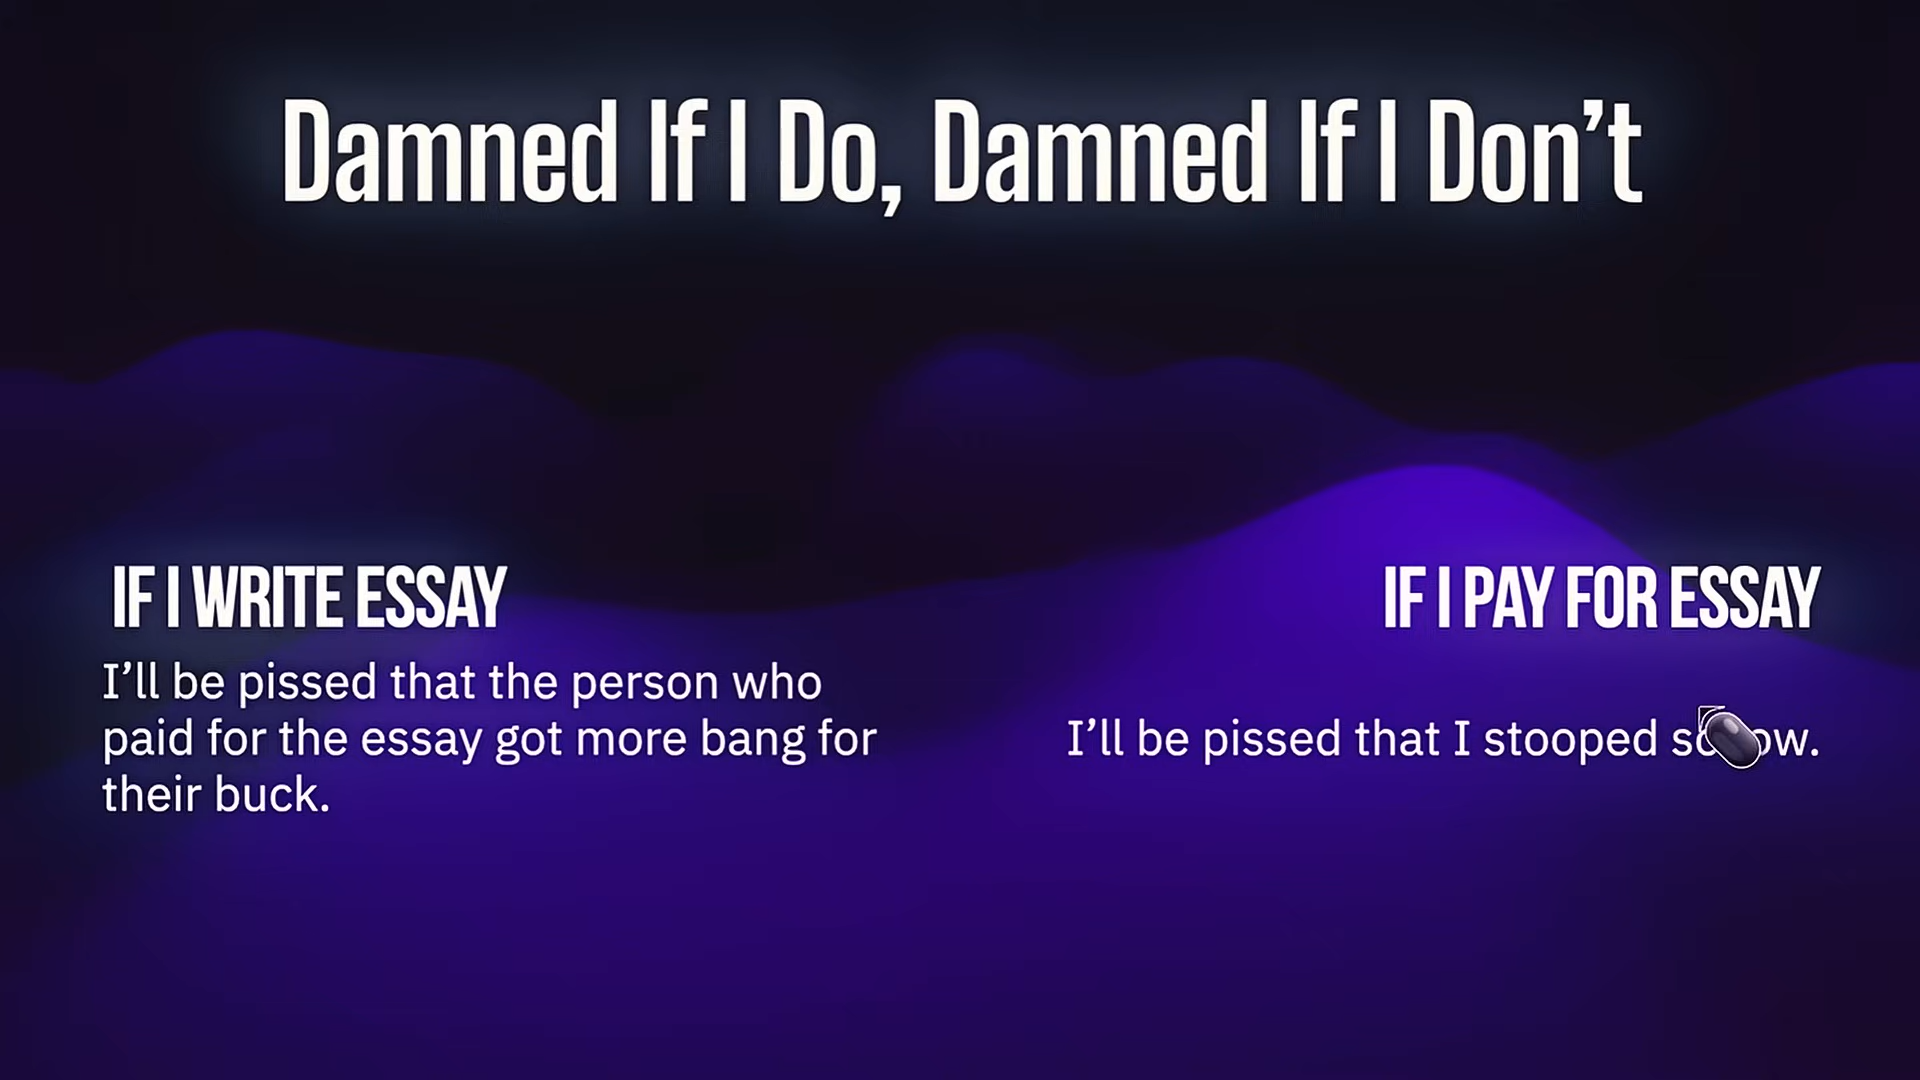 Damned If I Do, Damned If I Don’t
IF I WRITE ESSAY
I’ll be pissed that the person who
paid for the essay got more bang for
their buck.
IF I PAY FOR ESSAY
I’ll be pissed that I stooped